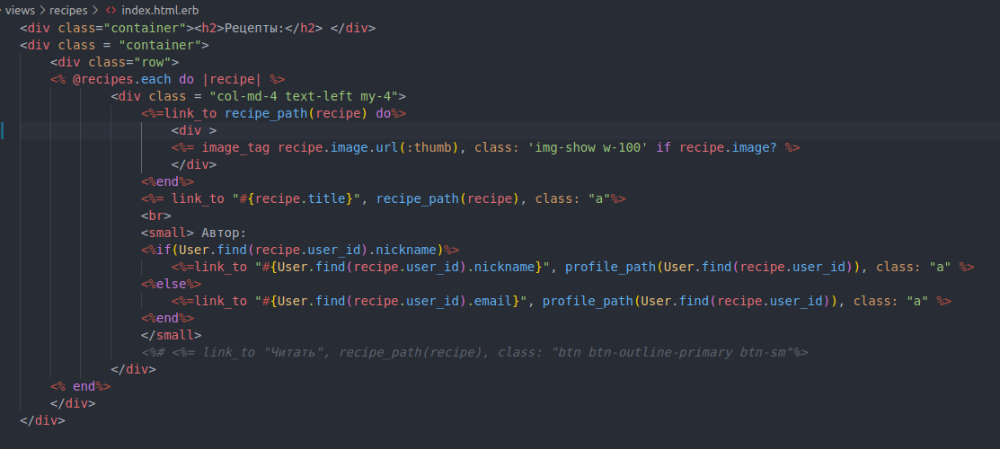 views > recipes > <> index.html.erb
<div class="container"><h2>Рецепты:</h2> </div>
<div class = "container">
    <div class="row">
    <% @recipes.each do |recipe| %>
            <div class = "col-md-4 text-left my-4">
                <%=link_to recipe_path(recipe) do%>
                    <div >
                    <%= image_tag recipe.image.url(:thumb), class: 'img-show w-100' if recipe.image? %>
                    </div>
                <%end%>
                <%= link_to "#{recipe.title}", recipe_path(recipe), class: "a"%>
                <br>
                <small> Автор:
                <%if(User.find(recipe.user_id).nickname)%>
                    <%=link_to "#{User.find(recipe.user_id).nickname}", profile_path(User.find(recipe.user_id)), class: "a" %>
                <%else%>
                    <%=link_to "#{User.find(recipe.user_id).email}", profile_path(User.find(recipe.user_id)), class: "a" %>
                <%end%>
                </small>
                <%# <%= link_to "Читать", recipe_path(recipe), class: "btn btn-outline-primary btn-sm"%>
            </div>
    <% end%>
    </div>
</div>